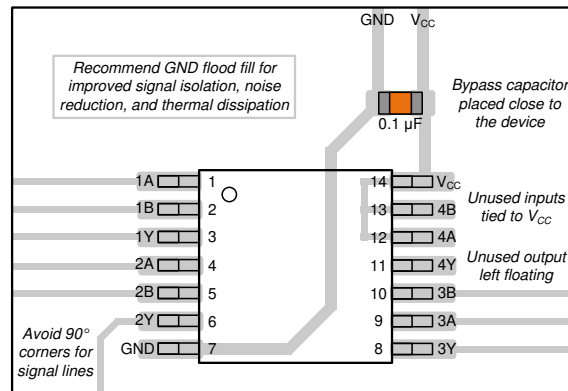 GND V_CC
Recommend GND flood fill for
improved signal isolation, noise
reduction, and thermal dissipation
Bypass capacitor
placed close to
the device
0.1 µF
1A 1 14 V_CC
1B 2 13 4B
1Y 3 12 4A
2A 4 11 4Y
2B 5 10 3B
2Y 6 9 3A
GND 7 8 3Y
Unused inputs
tied to V_CC
Unused output
left floating
Avoid 90°
corners for
signal lines